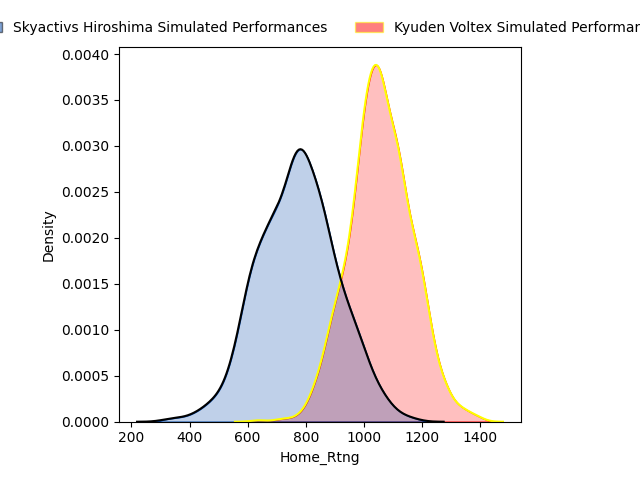 Skyactivs Hiroshima Simulated Performances
Kyuden Voltex Simulated Performar
0.0040
0.0035
0.0030
0.0025
0.0020
0.0015
0.0010
0.0005
0.0000
Density
200 400 600 800 1000 1200 1400
Home_Rtng